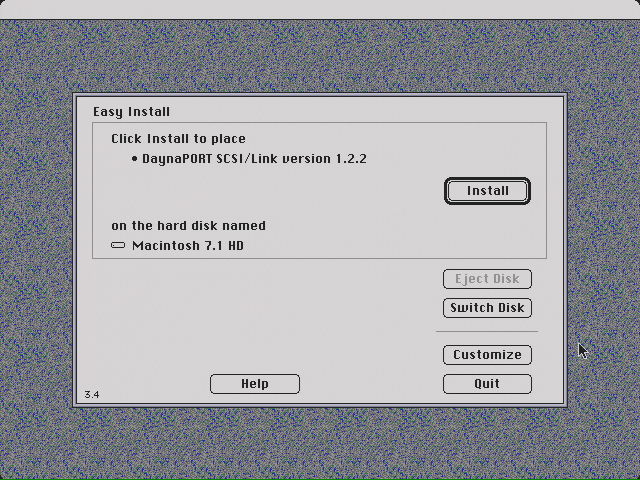 Easy Install
Click Install to place
• DaynaPORT SCSI/Link version 1.2.2
Install
on the hard disk named
Macintosh 7.1 HD
Eject Disk
Switch Disk
Customize
Help
Quit
3.4